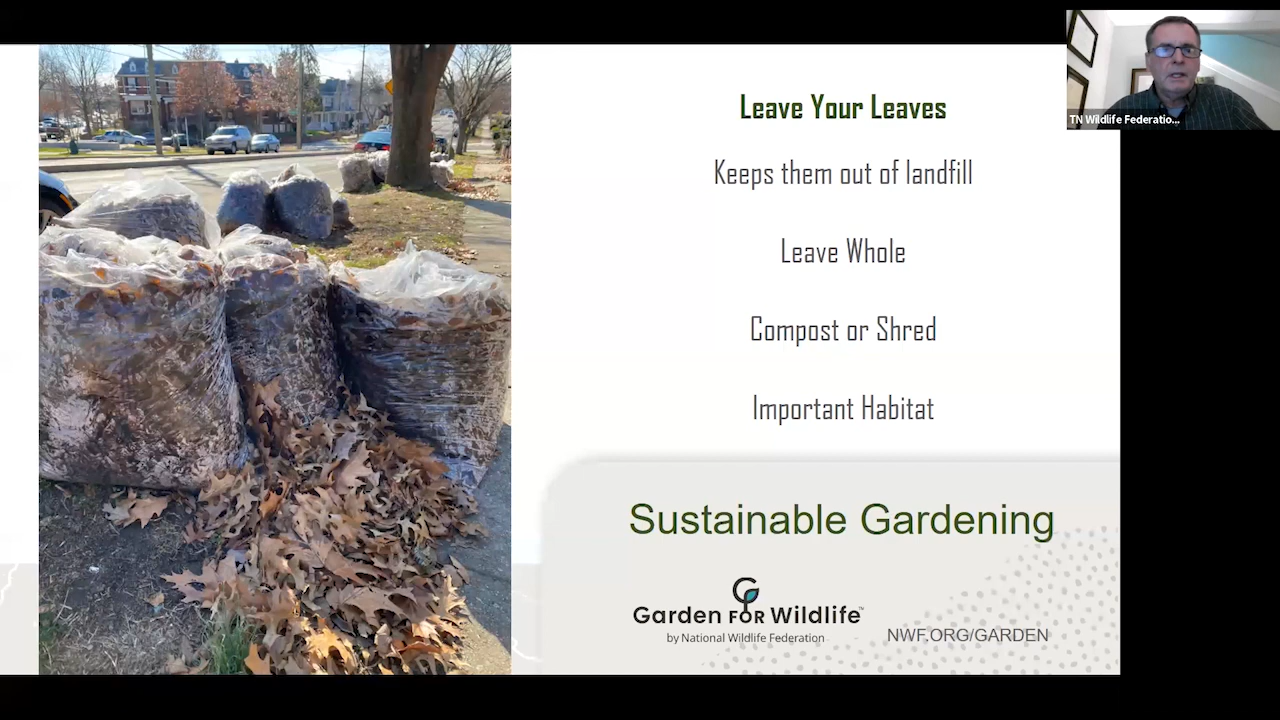 Leave Your Leaves
Keeps them out of landfill
Leave Whole
Compost or Shred
Important Habitat
Sustainable Gardening
Garden FOR Wildlife™
by National Wildlife Federation
NWF.ORG/GARDEN
TN Wildlife Federatio...